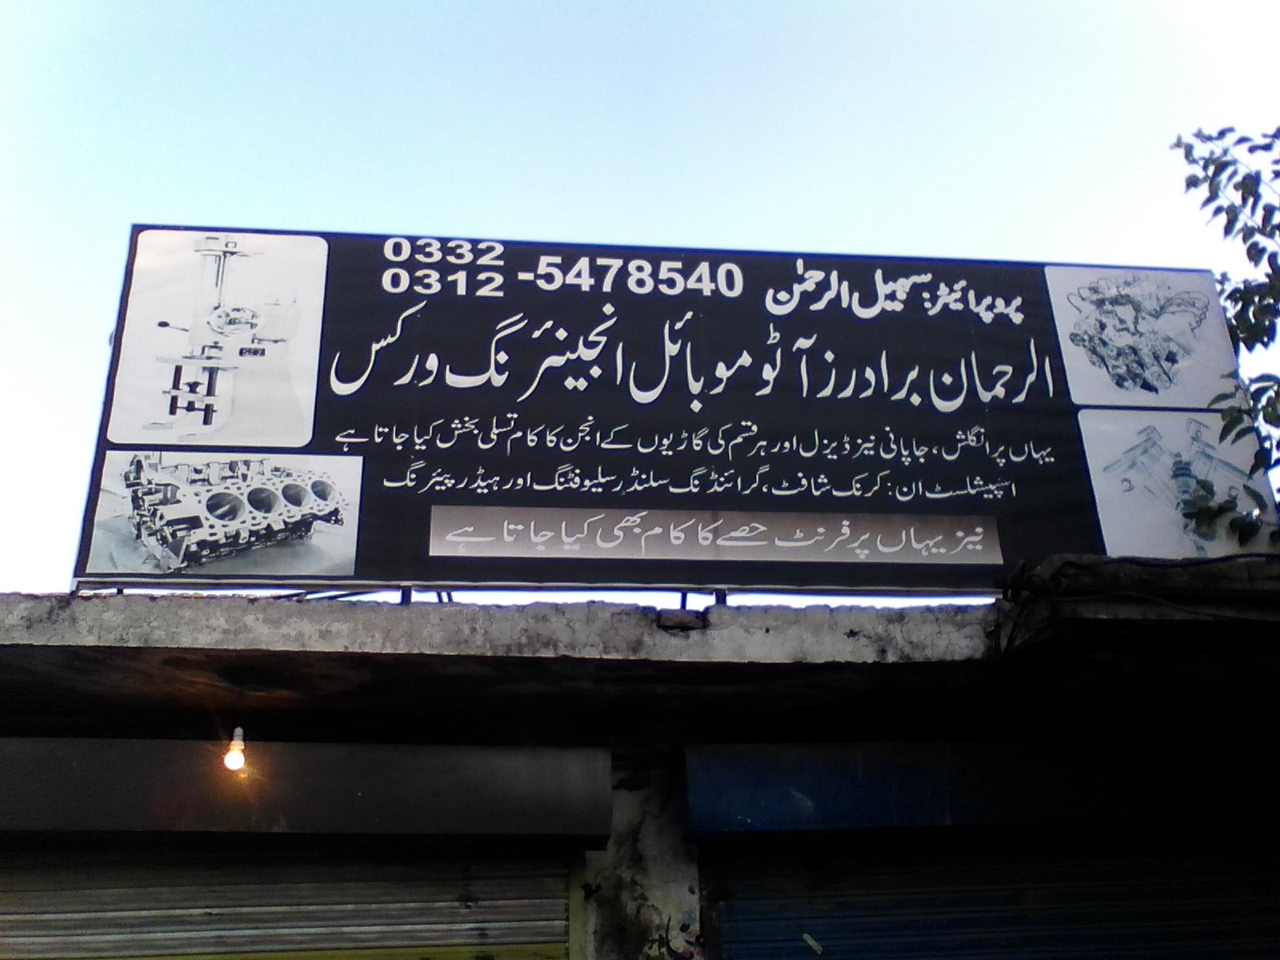 0332
0312 -5478540
پروپرائیٹر: سہیل الرحمٰن
الرحمان برادرز آٹو موبائل انجینئرنگ ورکس
یہاں پر انگلش، جاپانی نیز ڈیزل اور ہر قسم کی گاڑیوں کے انجن کا کام تسلی بخش کیا جاتا ہے
اسپیشلسٹ ان: کرنک شافٹ، گرائنڈنگ سلنڈر سلیو فٹنگ اور ہیڈ رپیئرنگ
نیز یہاں پر فرنٹ حصے کا کام بھی کیا جاتا ہے